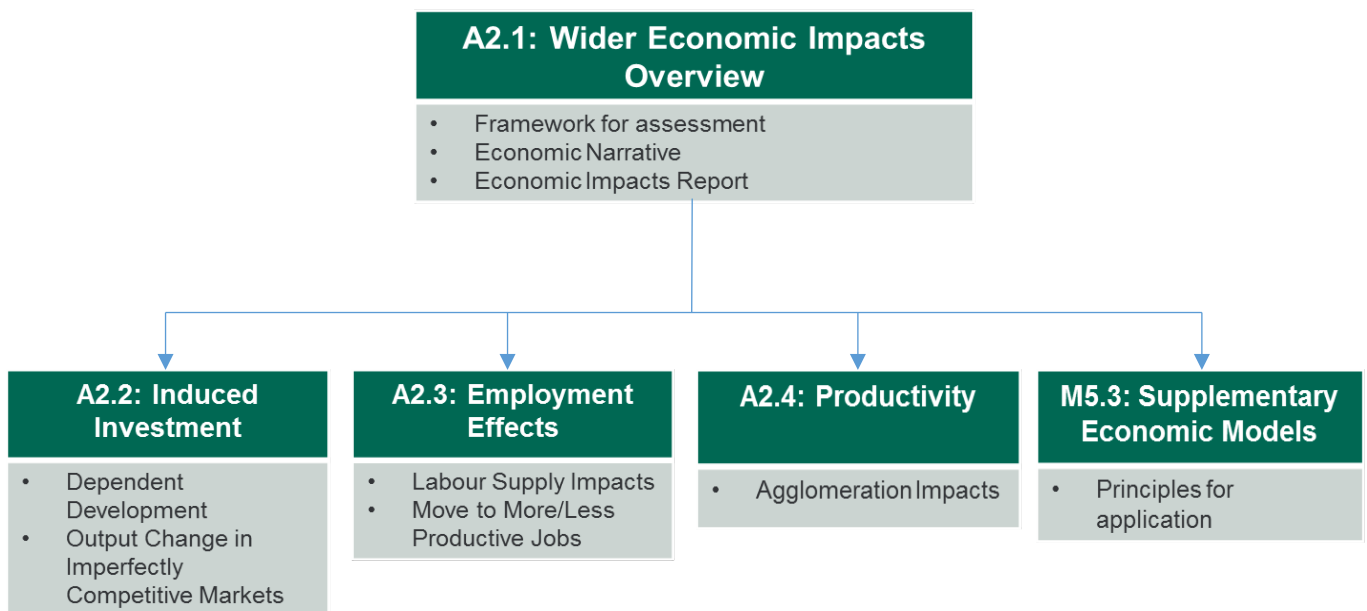 A2.1: Wider Economic Impacts
Overview
• Framework for assessment
• Economic Narrative
• Economic Impacts Report
A2.2: Induced
Investment
• Dependent
Development
• Output Change in
Imperfectly
Competitive Markets
A2.3: Employment
Effects
• Labour Supply Impacts
• Move to More/Less
Productive Jobs
A2.4: Productivity
• Agglomeration Impacts
M5.3: Supplementary
Economic Models
• Principles for
application